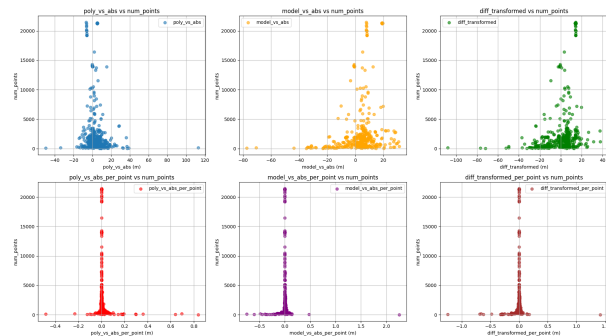 poly_vs_abs vs num_points
poly_vs_abs
num_points
20000
15000
10000
5000
0
−40 −20 0 20 40 60 80 100
poly_vs_abs (m)
model_vs_abs vs num_points
model_vs_abs
num_points
20000
15000
10000
5000
0
−80 −60 −40 −20 0 20
model_vs_abs (m)
diff_transformed vs num_points
diff_transformed
num_points
20000
15000
10000
5000
0
−100 −80 −60 −40 −20 0 20 40
diff_transformed (m)
poly_vs_abs_per_point vs num_points
poly_vs_abs_per_point
num_points
20000
15000
10000
5000
0
−0.4 −0.2 0.0 0.2 0.4 0.6 0.8
poly_vs_abs_per_point (m)
model_vs_abs_per_point vs num_points
model_vs_abs_per_point
num_points
20000
15000
10000
5000
0
−0.5 0.0 0.5 1.0 1.5 2.0
model_vs_abs_per_point (m)
diff_transformed_per_point vs num_points
diff_transformed_per_point
num_points
20000
15000
10000
5000
0
−1.0 −0.5 0.0 0.5 1.0
diff_transformed_per_point (m)